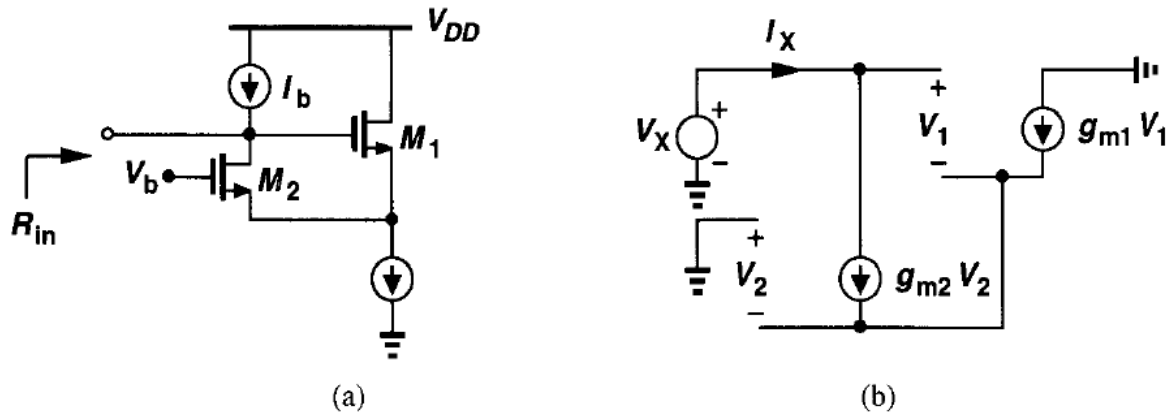 V_DD
I_b
M_1
V_b
M_2
R_in
(a)
I_X
V_X
+
−
+
V_1
−
g_m1 V_1
+
V_2
−
g_m2 V_2
(b)